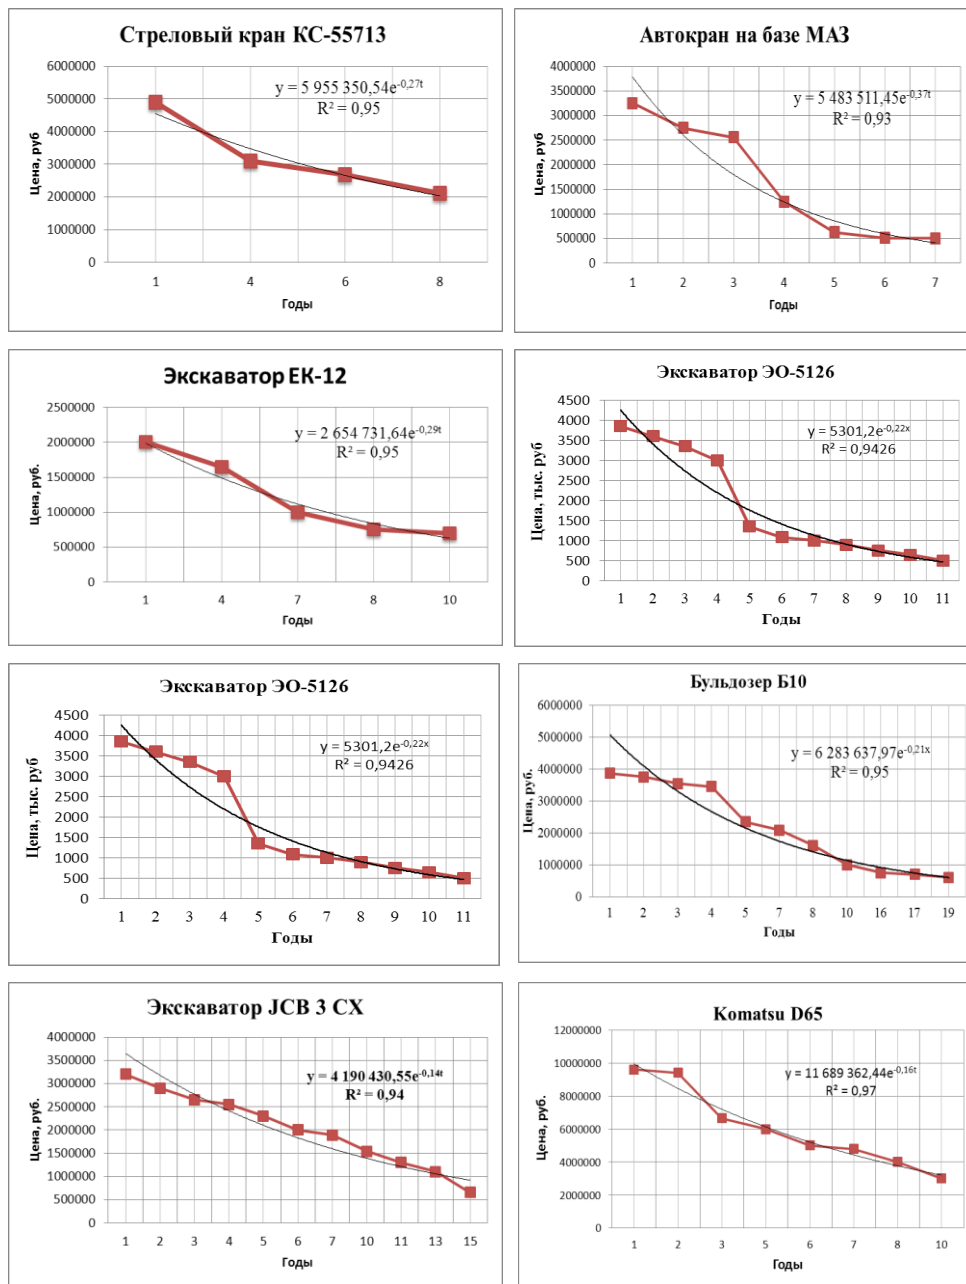 Стреловый кран КС-55713
y = 5 955 350,54e^-0,27t
R² = 0,95
Цена, руб
6000000
5000000
4000000
3000000
2000000
1000000
0
1 4 6 8
Годы
Автокран на базе МАЗ
y = 5 483 511,45e^-0,37t
R² = 0,93
Цена, руб
4000000
3500000
3000000
2500000
2000000
1500000
1000000
500000
0
1 2 3 4 5 6 7
Годы
Экскаватор ЕК-12
y = 2 654 731,64e^-0,29t
R² = 0,95
Цена, руб.
2500000
2000000
1500000
1000000
500000
0
1 4 7 8 10
Годы
Экскаватор ЭО-5126
y = 5301,2e^-0,22x
R² = 0,9426
Цена, тыс. руб
4500
4000
3500
3000
2500
2000
1500
1000
500
0
1 2 3 4 5 6 7 8 9 10 11
Годы
Экскаватор ЭО-5126
y = 5301,2e^-0,22x
R² = 0,9426
Цена, тыс. руб
4500
4000
3500
3000
2500
2000
1500
1000
500
0
1 2 3 4 5 6 7 8 9 10 11
Годы
Бульдозер Б10
y = 6 283 637,97e^-0,21x
R² = 0,95
Цена, руб.
6000000
5000000
4000000
3000000
2000000
1000000
0
1 2 3 4 5 7 8 10 16 17 19
Годы
Экскаватор JCB 3 CX
y = 4 190 430,55e^-0,14t
R² = 0,94
Цена, руб.
4000000
3500000
3000000
2500000
2000000
1500000
1000000
500000
0
1 2 3 4 5 6 7 10 11 13 15
Годы
Komatsu D65
y = 11 689 362,44e^-0,16t
R² = 0,97
Цена, руб.
12000000
10000000
8000000
6000000
4000000
2000000
0
1 2 3 5 6 7 8 10
Годы